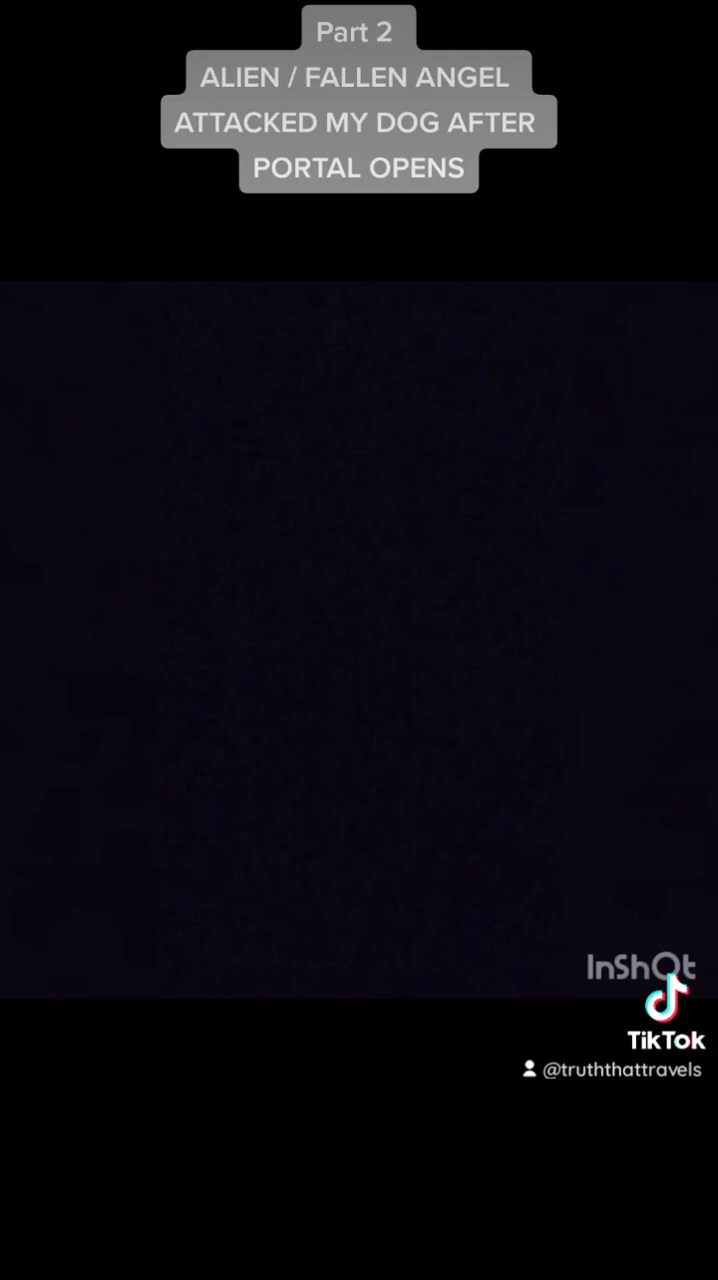 Part 2
ALIEN / FALLEN ANGEL
ATTACKED MY DOG AFTER
PORTAL OPENS
InShOt
TikTok
@truththattravels